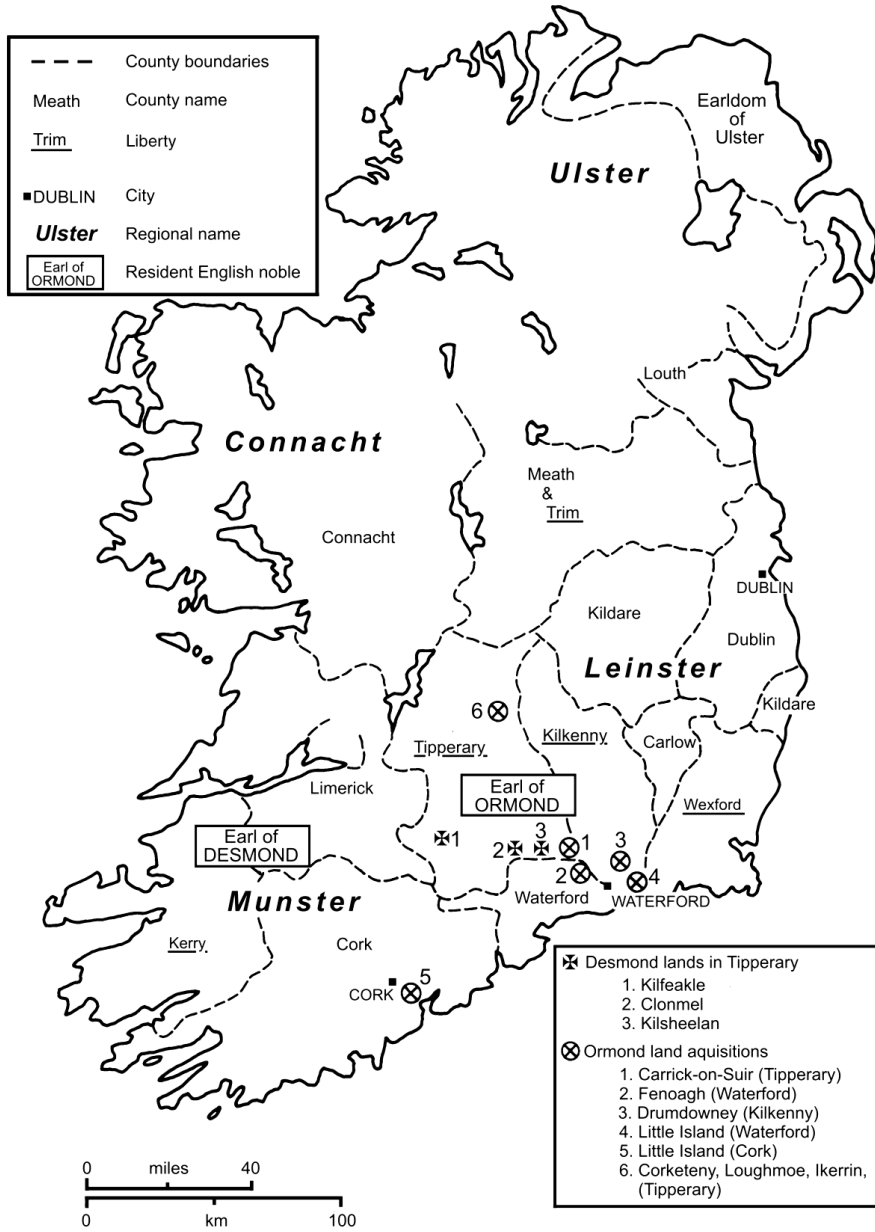 County boundaries
Meath County name
Trim Liberty
DUBLIN City
Ulster Regional name
Earl of
ORMOND
Resident English noble
Earldom
of
Ulster
Ulster
Louth
Connacht
Meath
&
Trim
Connacht
DUBLIN
Kildare
Dublin
Leinster
Kildare
6
Kilkenny
Tipperary
Carlow
Limerick
Earl of
ORMOND
Wexford
Earl of
DESMOND
1
2
3
1
3
2
4
Waterford
WATERFORD
Munster
Kerry
Cork
CORK
5
Desmond lands in Tipperary
1. Kilfeakle
2. Clonmel
3. Kilsheelan
Ormond land aquisitions
1. Carrick-on-Suir (Tipperary)
2. Fenoagh (Waterford)
3. Drumdowney (Kilkenny)
4. Little Island (Waterford)
5. Little Island (Cork)
6. Corketeny, Loughmoe, Ikerrin,
(Tipperary)
0 miles 40
0 km 100